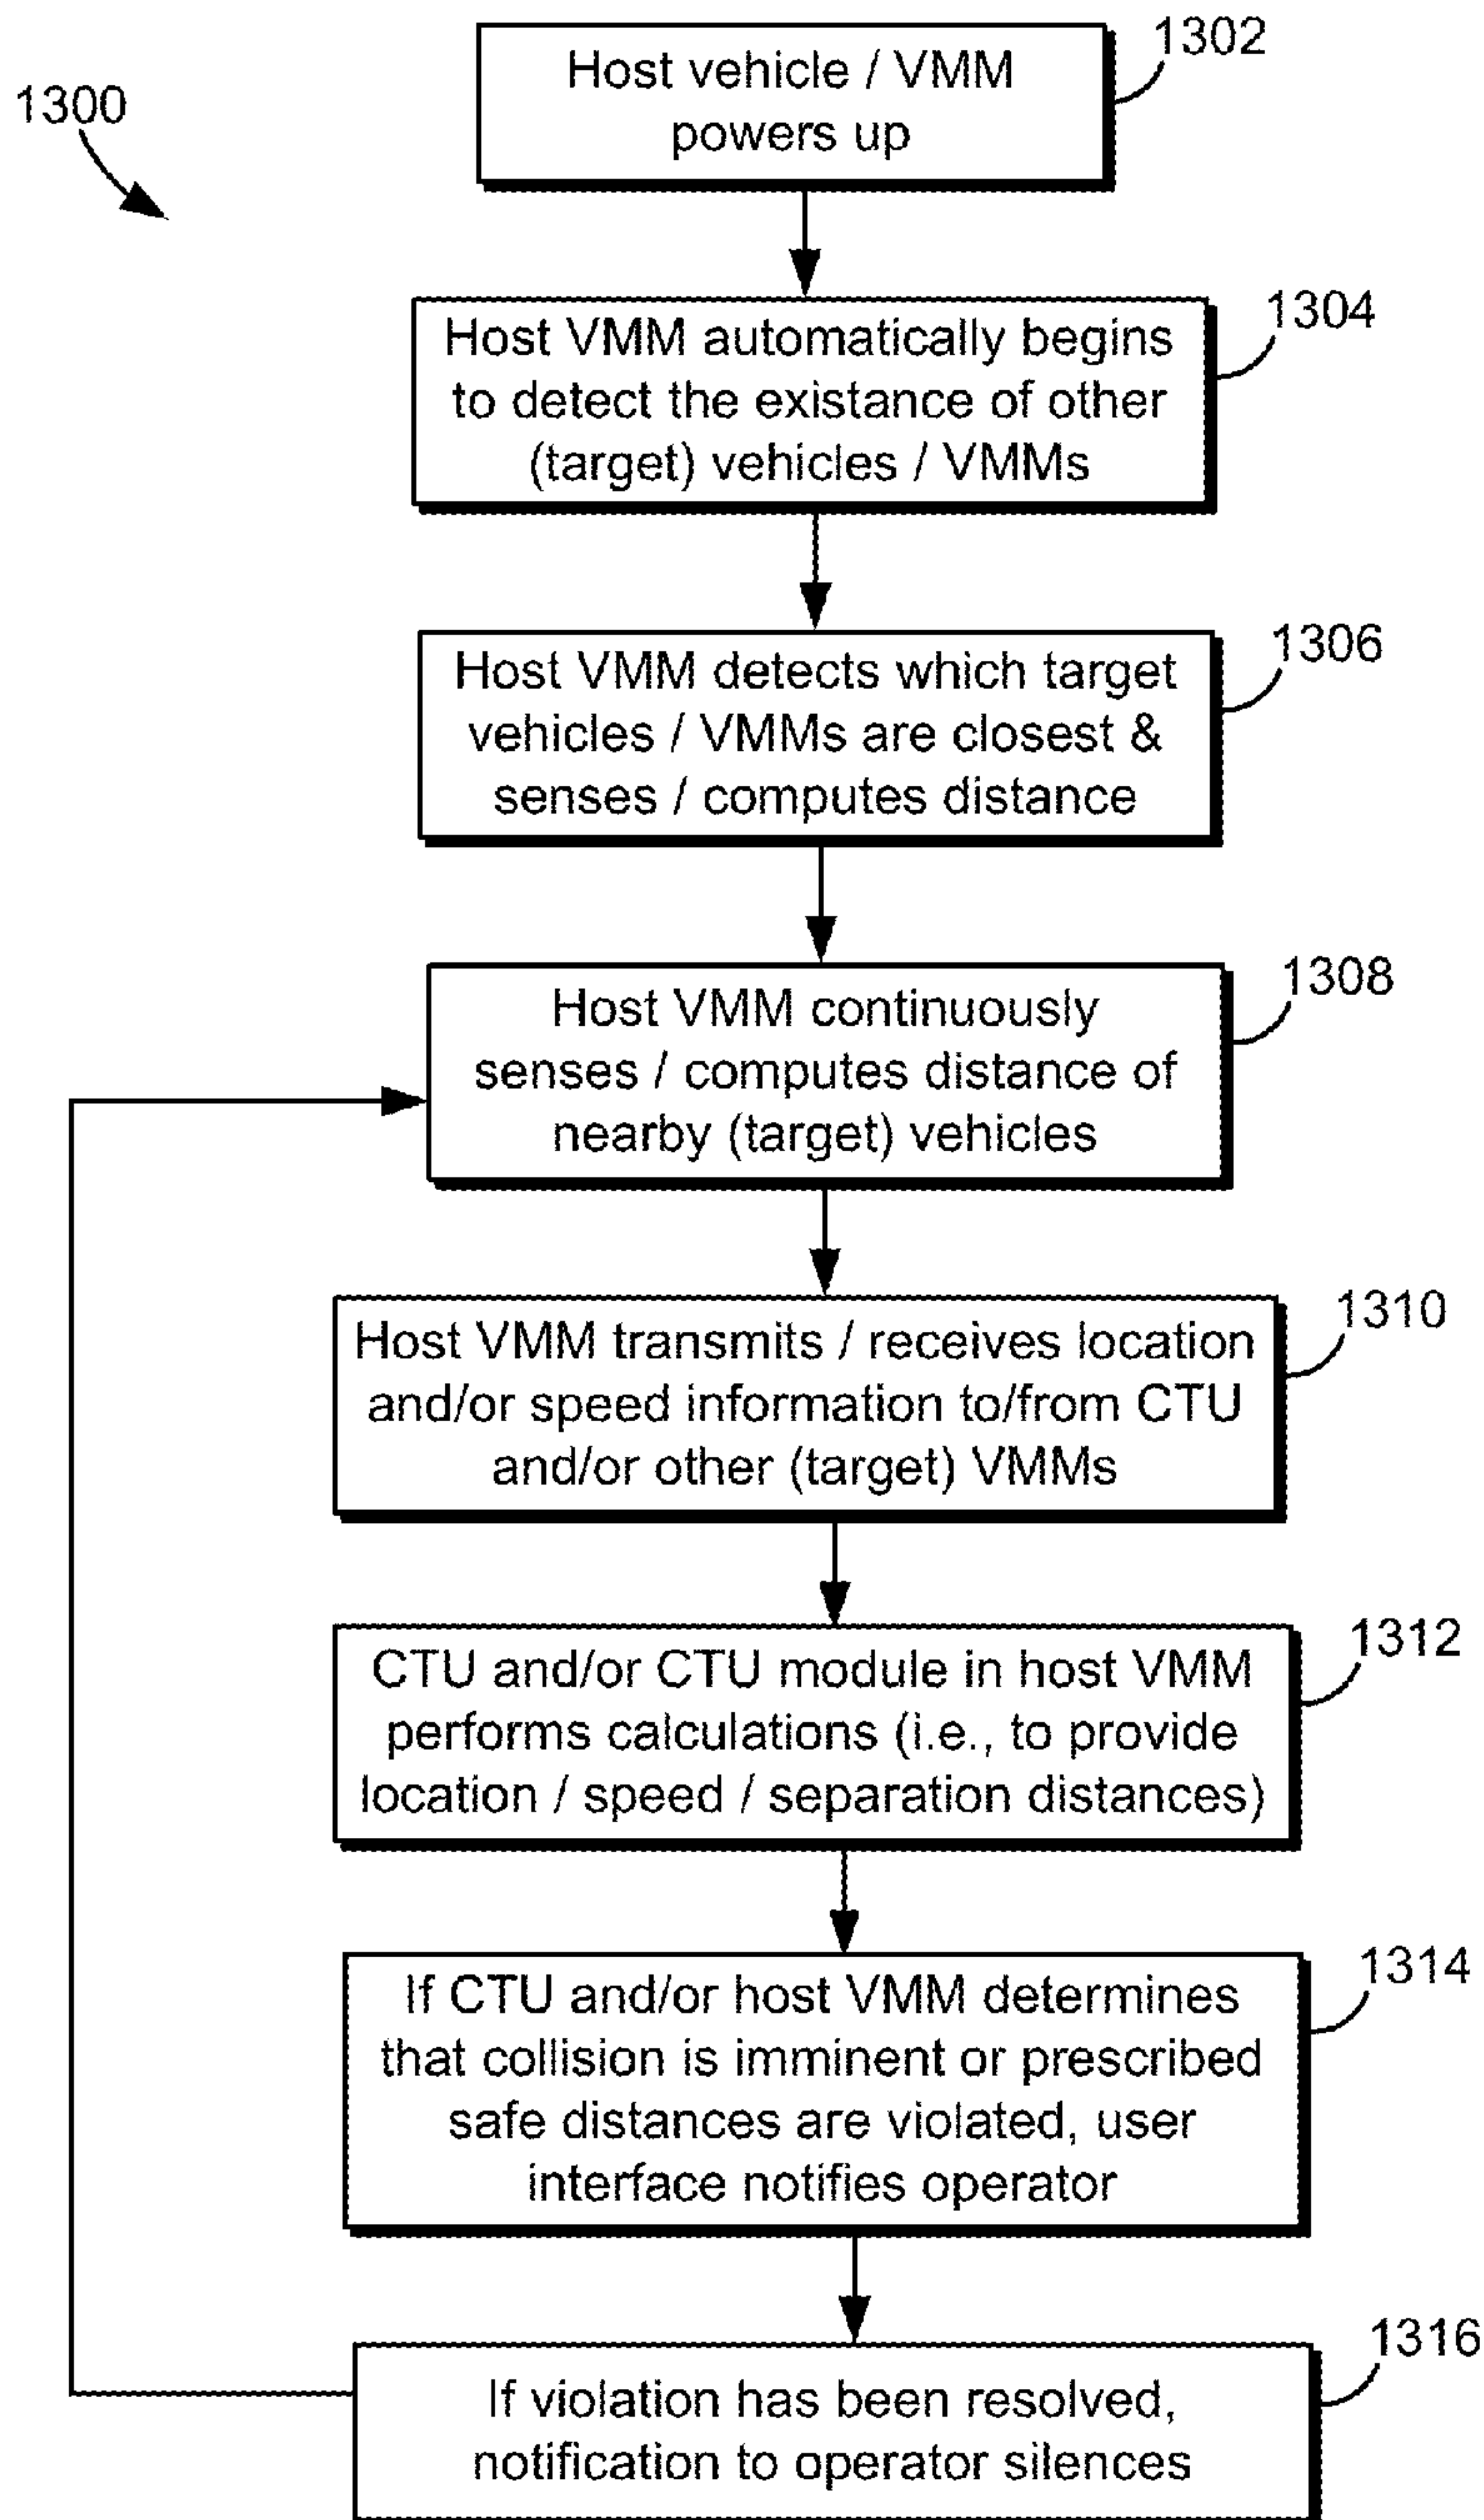 1300
Host vehicle / VMM
powers up
1302
Host VMM automatically begins
to detect the existance of other
(target) vehicles / VMMs
1304
Host VMM detects which target
vehicles / VMMs are closest &
senses / computes distance
1306
Host VMM continuously
senses / computes distance of
nearby (target) vehicles
1308
Host VMM transmits / receives location
and/or speed information to/from CTU
and/or other (target) VMMs
1310
CTU and/or CTU module in host VMM
performs calculations (i.e., to provide
location / speed / separation distances)
1312
If CTU and/or host VMM determines
that collision is imminent or prescribed
safe distances are violated, user
interface notifies operator
1314
If violation has been resolved,
notification to operator silences
1316